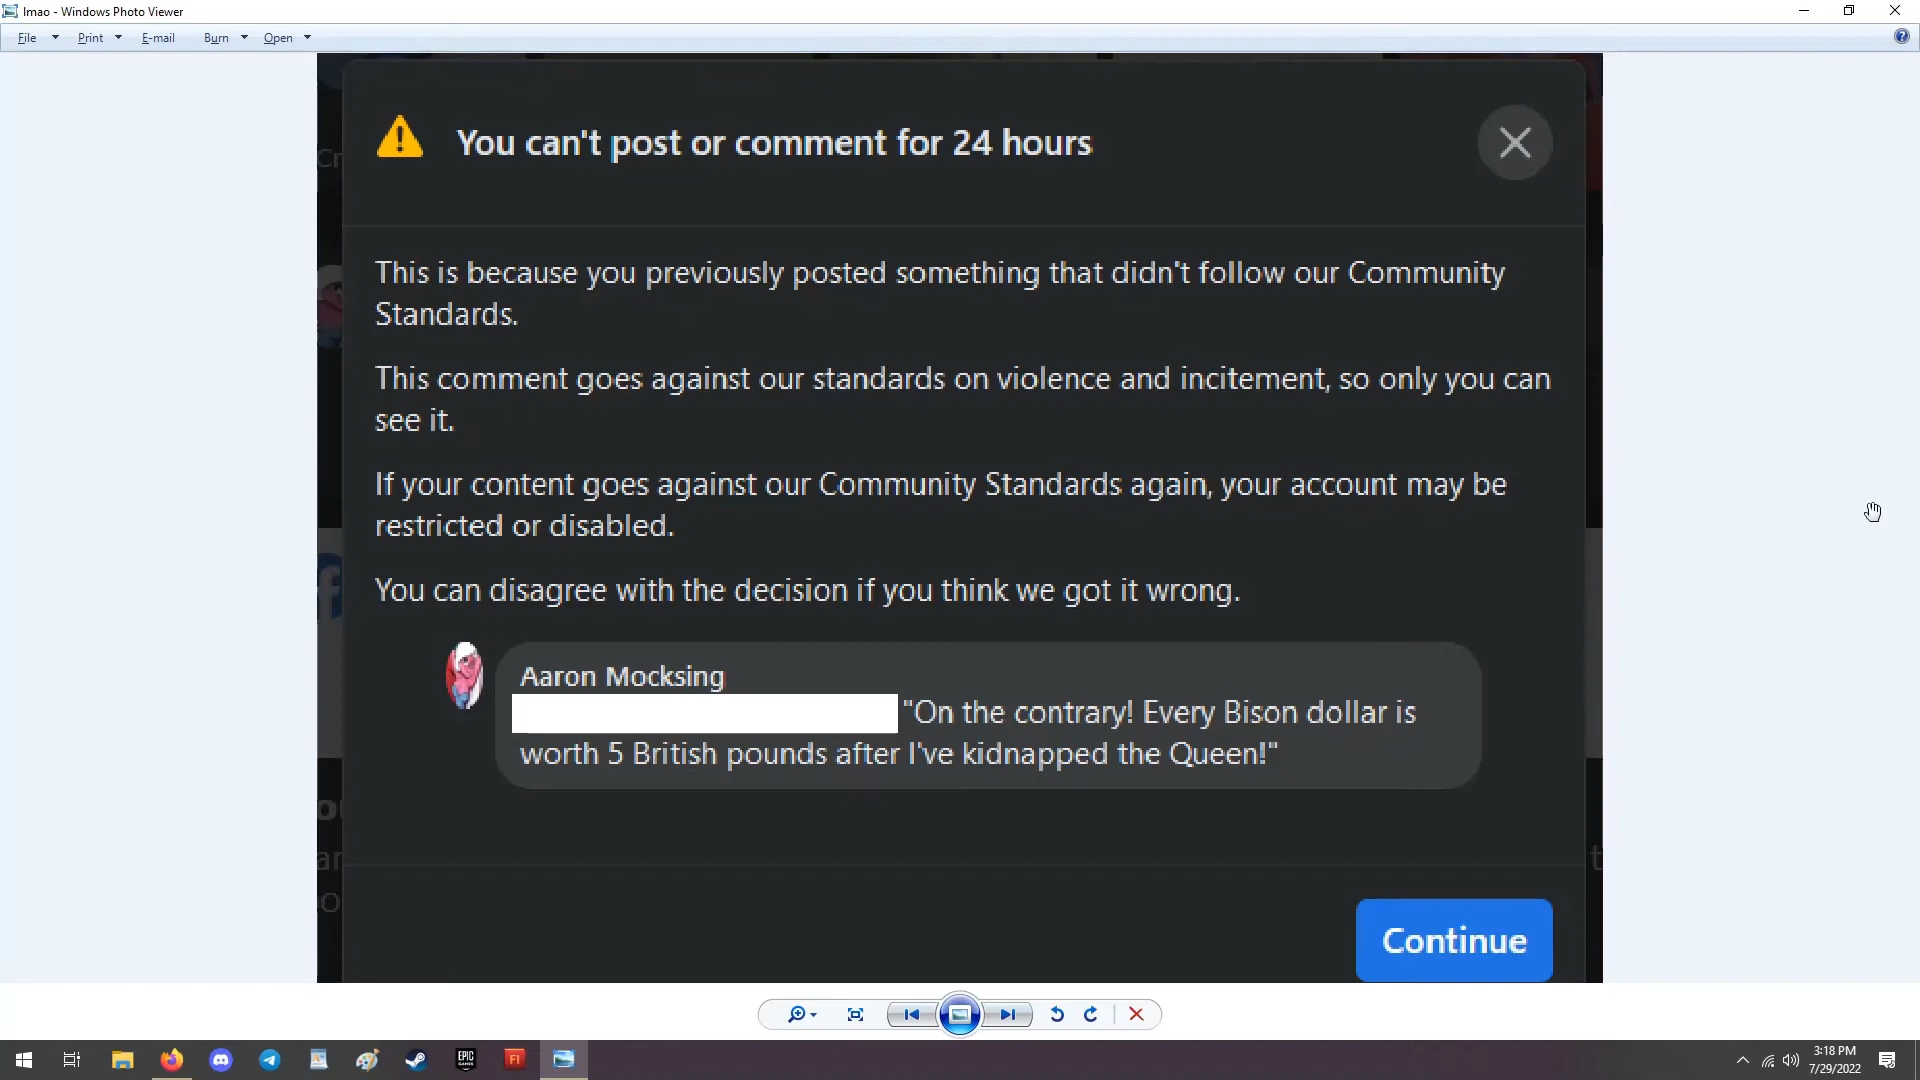 lmao - Windows Photo Viewer
File Print E-mail Burn Open
You can't post or comment for 24 hours
This is because you previously posted something that didn't follow our Community
Standards.
This comment goes against our standards on violence and incitement, so only you can
see it.
If your content goes against our Community Standards again, your account may be
restricted or disabled.
You can disagree with the decision if you think we got it wrong.
Aaron Mocksing
"On the contrary! Every Bison dollar is
worth 5 British pounds after I've kidnapped the Queen!"
Continue
EPIC
GAMES
FI
3:18 PM
7/29/2022